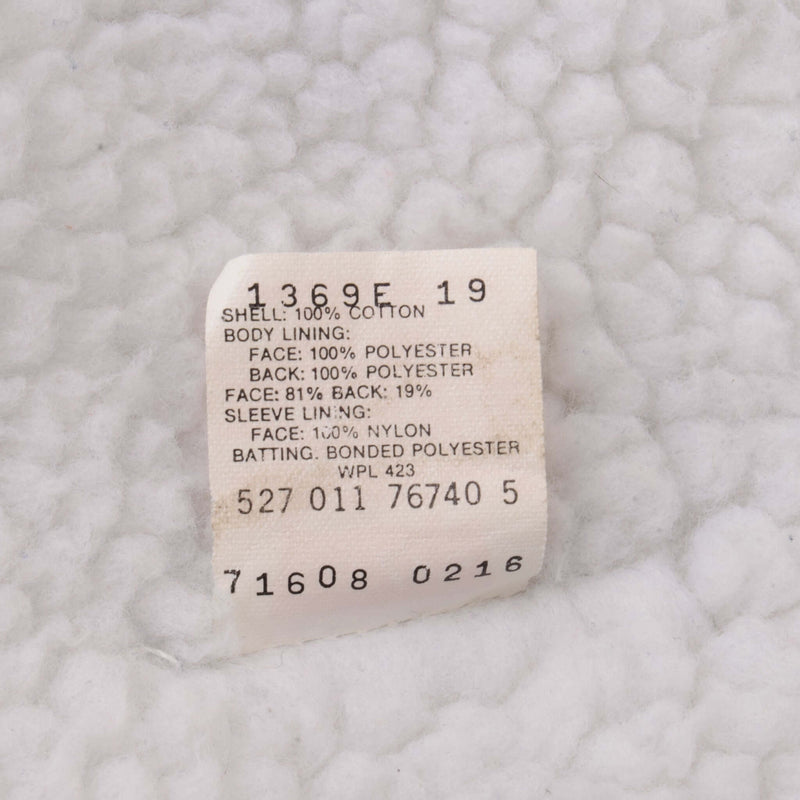 1369E 19
SHELL: 100% COTTON
BODY LINING:
FACE: 100% POLYESTER
BACK: 100% POLYESTER
FACE: 81% BACK: 19%
SLEEVE LINING:
FACE: 100% NYLON
BATTING. BONDED POLYESTER
WPL 423
527 011 76740 5
71608 0216